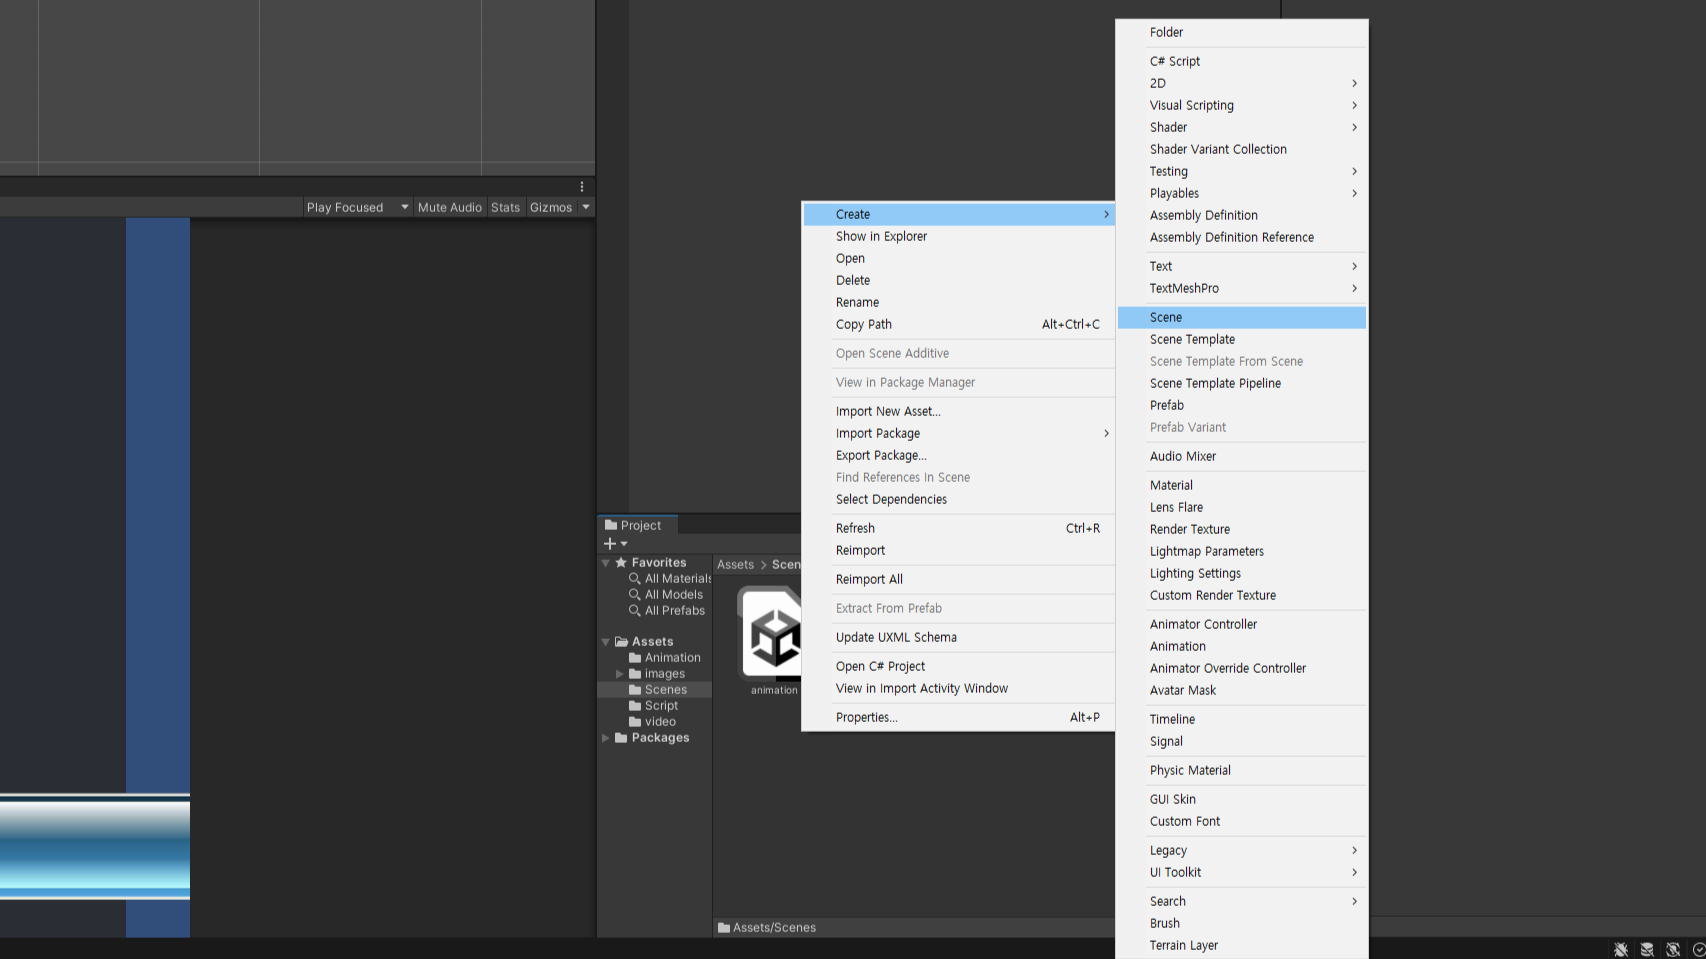 Play Focused
Mute Audio
Stats
Gizmos
Project
Favorites
All Materials
All Models
All Prefabs
Assets
Animation
images
Scenes
Script
video
Packages
Assets > Scen
animation
Assets/Scenes
Create
Show in Explorer
Open
Delete
Rename
Copy Path Alt+Ctrl+C
Open Scene Additive
View in Package Manager
Import New Asset...
Import Package
Export Package...
Find References In Scene
Select Dependencies
Refresh Ctrl+R
Reimport
Reimport All
Extract From Prefab
Update UXML Schema
Open C# Project
View in Import Activity Window
Properties... Alt+P
Folder
C# Script
2D
Visual Scripting
Shader
Shader Variant Collection
Testing
Playables
Assembly Definition
Assembly Definition Reference
Text
TextMeshPro
Scene
Scene Template
Scene Template From Scene
Scene Template Pipeline
Prefab
Prefab Variant
Audio Mixer
Material
Lens Flare
Render Texture
Lightmap Parameters
Lighting Settings
Custom Render Texture
Animator Controller
Animation
Animator Override Controller
Avatar Mask
Timeline
Signal
Physic Material
GUI Skin
Custom Font
Legacy
UI Toolkit
Search
Brush
Terrain Layer